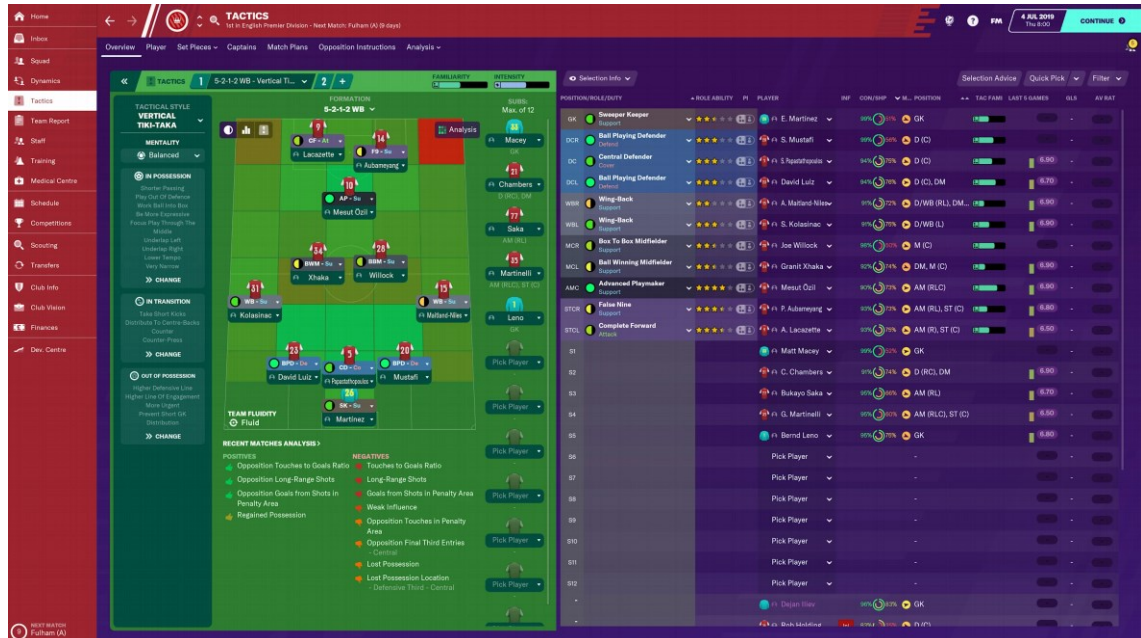 Home
Inbox
Squad
Dynamics
Tactics
Team Report
Staff
Training
Medical Centre
Schedule
Competitions
Scouting
Transfers
Club Info
Club Vision
Finances
Dev. Centre
NEXT MATCH
9 Fulham (A)
TACTICS
1st in English Premier Division - Next Match: Fulham (A) (9 days)
FM
4 JUL 2019
Thu 8:00
CONTINUE
Overview Player Set Pieces Captains Match Plans Opposition Instructions Analysis
TACTICS 1 5-2-1-2 WB - Vertical Ti... 2 +
FAMILIARITY INTENSITY
TACTICAL STYLE
VERTICAL
TIKI-TAKA
MENTALITY
Balanced
IN POSSESSION
Shorter Passing
Play Out Of Defence
Work Ball Into Box
Be More Expressive
Focus Play Through The
Middle
Underlap Left
Underlap Right
Lower Tempo
Very Narrow
CHANGE
IN TRANSITION
Take Short Kicks
Distribute To Centre-Backs
Counter
Counter Press
CHANGE
OUT OF POSSESSION
Higher Defensive Line
Higher Line Of Engagement
More Urgent
Prevent Short GK
Distribution
CHANGE
FORMATION
5-2-1-2 WB
Analysis
9
CF - At
Lacazette
14
F9 - Su
Aubameyang
10
AP - Su
Mesut Özil
34
BWM - Su
Xhaka
28
BBM - Su
Willock
31
WB - Su
Kolasinac
15
WB - Su
Maitland-Niles
23
BPD - De
David Luiz
5
CD - Co
Papastathopoulos
20
BPD - De
Mustafi
26
SK - Su
Martínez
TEAM FLUIDITY
Fluid
RECENT MATCHES ANALYSIS
POSITIVES
Opposition Touches to Goals Ratio
Opposition Long-Range Shots
Opposition Goals from Shots in
Penalty Area
Regained Possession
NEGATIVES
Touches to Goals Ratio
Long-Range Shots
Goals from Shots in Penalty Area
Weak Influence
Opposition Touches in Penalty
Area
Opposition Final Third Entries
- Central
Lost Possession
Lost Possession Location
- Defensive Third - Central
SUBS:
Max. of 12
33
Macey
GK
21
Chambers
D (RC), DM
77
Saka
AM (RL)
35
Martinelli
AM (RLC), ST (C)
1
Leno
GK
Pick Player
Pick Player
Pick Player
Pick Player
Pick Player
Pick Player
Selection Info
Selection Advice Quick Pick Filter
POSITION/ROLE/DUTY ROLE ABILITY PI PLAYER INF CON/SHP M... POSITION TAC FAMI LAST 5 GAMES GLS AV RAT
GK Sweeper Keeper Support E. Martínez GK
DCR Ball Playing Defender Defend S. Mustafi D (C)
DC Central Defender Cover S. Papastathopoulos D (C) 6.90
DCL Ball Playing Defender Defend David Luiz D (C), DM 6.70
WBR Wing-Back Support A. Maitland-Niles D/WB (RL), DM...
WBL Wing-Back Support S. Kolasinac D/WB (L) 6.90
MCR Box To Box Midfielder Support Joe Willock M (C)
MCL Ball Winning Midfielder Support Granit Xhaka DM, M (C) 6.90
AMC Advanced Playmaker Support Mesut Özil AM (RLC) 6.90
STCR False Nine Support P. Aubameyang AM (RL), ST (C) 6.90
STCL Complete Forward Attack A. Lacazette AM (R), ST (C) 6.50
S1 Matt Macey GK
S2 C. Chambers D (RC), DM 6.90
S3 Bukayo Saka AM (RL) 6.70
S4 G. Martinelli AM (RLC), ST (C) 6.50
S5 Bernd Leno GK 6.80
S6 Pick Player -
S7 Pick Player -
S8 Pick Player -
S9 Pick Player -
S10 Pick Player -
S11 Pick Player -
S12 Pick Player -
- Dejan Iliev GK
- Rob Holding D (C)